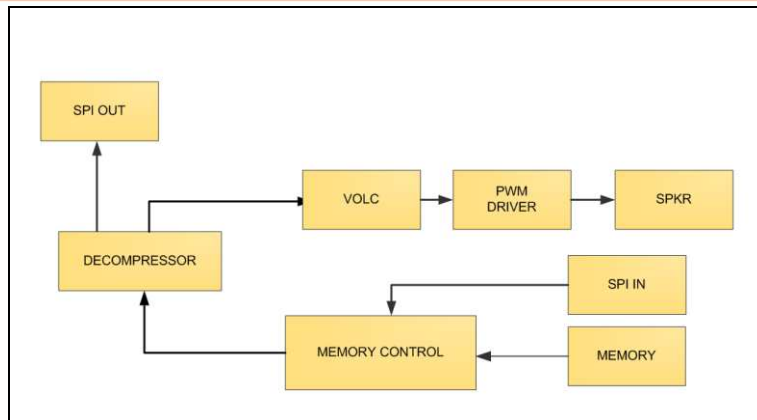 SPI OUT
VOLC
PWM
DRIVER
SPKR
DECOMPRESSOR
SPI IN
MEMORY CONTROL
MEMORY